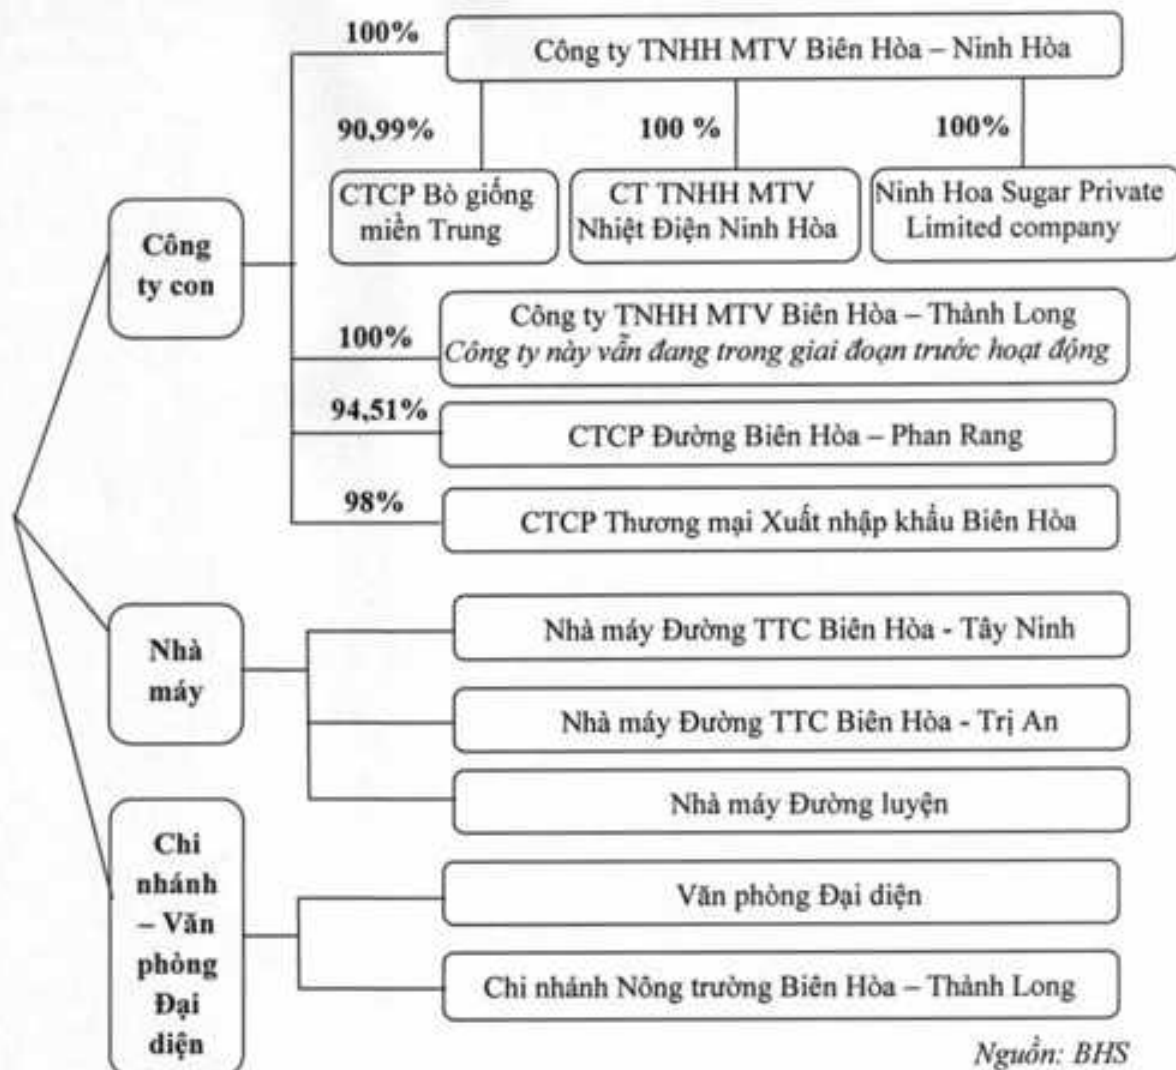 100%
Công ty TNHH MTV Biên Hòa – Ninh Hòa
90,99%
100 %
100%
CTCP Bò giống
miền Trung
CT TNHH MTV
Nhiệt Điện Ninh Hòa
Ninh Hoa Sugar Private
Limited company
Công
ty con
100%
Công ty TNHH MTV Biên Hòa – Thành Long
Công ty này vẫn đang trong giai đoạn trước hoạt động
94,51%
CTCP Đường Biên Hòa – Phan Rang
98%
CTCP Thương mại Xuất nhập khẩu Biên Hòa
Nhà
máy
Nhà máy Đường TTC Biên Hòa - Tây Ninh
Nhà máy Đường TTC Biên Hòa - Trị An
Nhà máy Đường luyện
Chi
nhánh
– Văn
phòng
Đại
diện
Văn phòng Đại diện
Chi nhánh Nông trường Biên Hòa – Thành Long
Nguồn: BHS